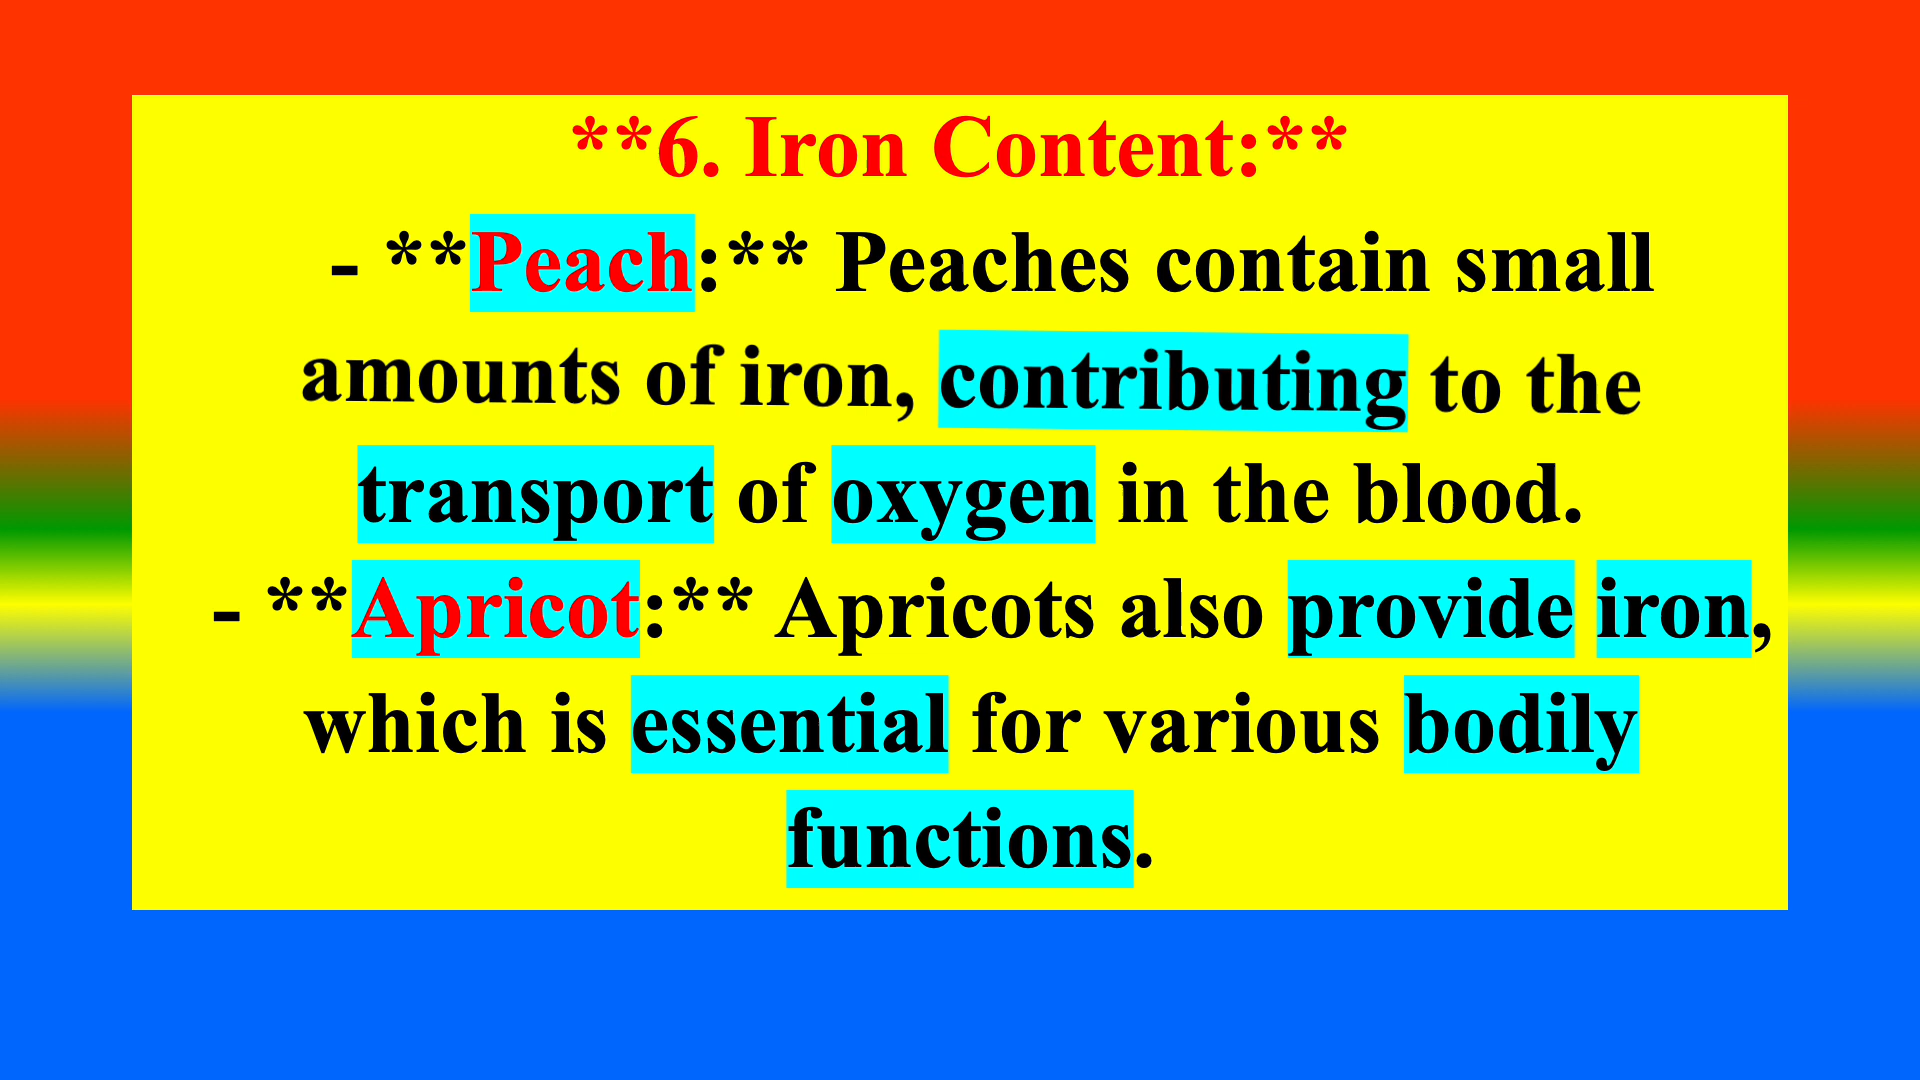 **6. Iron Content:**
- **Peach:** Peaches contain small
amounts of iron, contributing to the
transport of oxygen in the blood.
- **Apricot:** Apricots also provide iron,
which is essential for various bodily
functions.